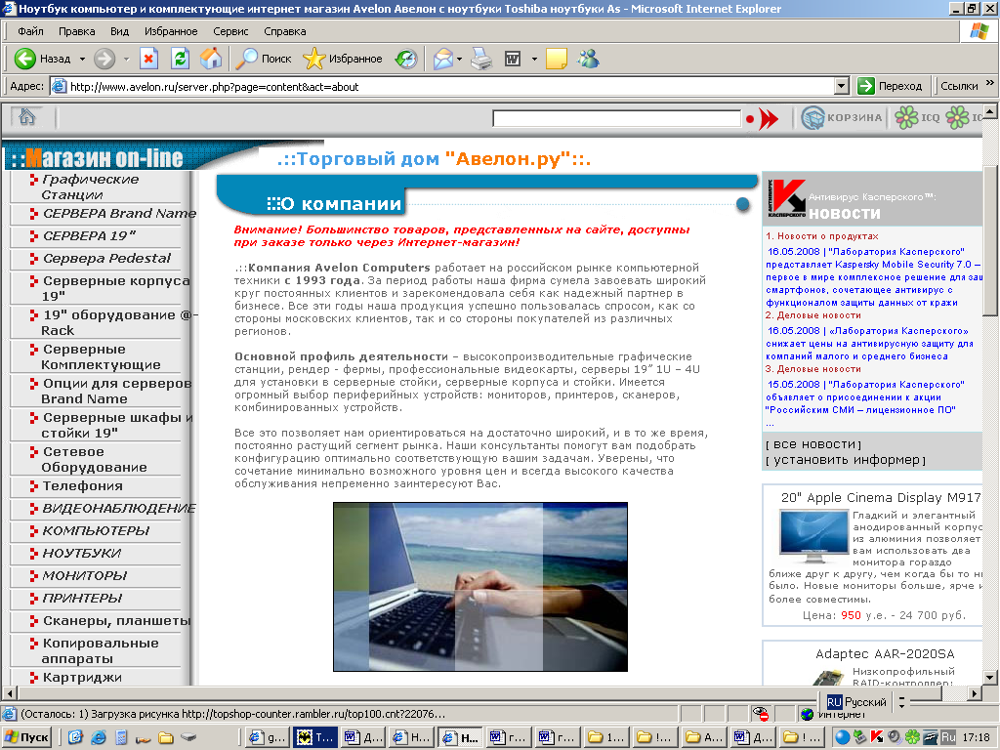 Ноутбук компьютер и комплектующие интернет магазин Avelon Авелон с ноутбуки Toshiba ноутбуки As - Microsoft Internet Explorer
Файл Правка Вид Избранное Сервис Справка
Назад Поиск Избранное
Адрес: http://www.avelon.ru/server.php?page=content&act=about Переход Ссылки »
КОРЗИНА ICQ IC
.::Магазин on-line
.::Торговый дом "Авелон.ру"::.
Графические
Станции
СЕРВЕРА Brand Name
СЕРВЕРА 19"
Сервера Pedestal
Серверные корпуса
19"
19" оборудование @-
Rack
Серверные
Комплектующие
Опции для серверов
Brand Name
Серверные шкафы и
стойки 19"
Сетевое
Оборудование
Телефония
ВИДЕОНАБЛЮДЕНИЕ
КОМПЬЮТЕРЫ
НОУТБУКИ
МОНИТОРЫ
ПРИНТЕРЫ
Сканеры, планшеты
Копировальные
аппараты
Картриджи
О компании
Внимание! Большинство товаров, представленных на сайте, доступны
при заказе только через Интернет-магазин!
.::Компания Avelon Computers работает на российском рынке компьютерной
техники с 1993 года. За период работы наша фирма сумела завоевать широкий
круг постоянных клиентов и зарекомендовала себя как надежный партнер в
бизнесе. Все эти годы наша продукция успешно пользовалась спросом, как со
стороны московских клиентов, так и со стороны покупателей из различных
регионов.
Основной профиль деятельности – высокопроизводительные графические
станции, рендер - фермы, профессиональные видеокарты, серверы 19” 1U – 4U
для установки в серверные стойки, серверные корпуса и стойки. Имеется
огромный выбор периферийных устройств: мониторов, принтеров, сканеров,
комбинированных устройств.
Все это позволяет нам ориентироваться на достаточно широкий, и в то же время,
постоянно растущий сегмент рынка. Наши консультанты помогут вам подобрать
конфигурацию оптимально соответствующую вашим задачам. Уверены, что
сочетание минимально возможного уровня цен и всегда высокого качества
обслуживания непременно заинтересуют Вас.
АНТИВИРУС
КАСПЕРСКОГО
Антивирус Касперского™:
новости
1. Новости о продуктах
16.05.2008 | "Лаборатория Касперского"
представляет Kaspersky Mobile Security 7.0 –
первое в мире комплексное решение для защ
смартфонов, сочетающее антивирус с
функционалом защиты данных от кражи
2. Деловые новости
16.05.2008 | «Лаборатория Касперского»
снижает цены на антивирусную защиту для
компаний малого и среднего бизнеса
3. Деловые новости
15.05.2008 | "Лаборатория Касперского"
объявляет о присоединении к акции
"Российским СМИ – лицензионное ПО"
...
[ все новости ]
[ установить информер ]
20" Apple Cinema Display M917
Гладкий и элегантный
анодированный корпус
из алюминия позволяет
вам использовать два
монитора гораздо
ближе друг к другу, чем когда бы то ни
было. Новые мониторы больше, ярче и
более совместимы.
Цена: 950 у.е. - 24 700 руб.
Adaptec AAR-2020SA
Низкопрофильный
RAID-контроллер:
(Осталось: 1) Загрузка рисунка http://topshop-counter.rambler.ru/top100.cnt?22076... Интернет
RU Русский
Пуск g... Т... Д... Н... Н... г... г... 1... !... А... Д... !... Ru 17:18